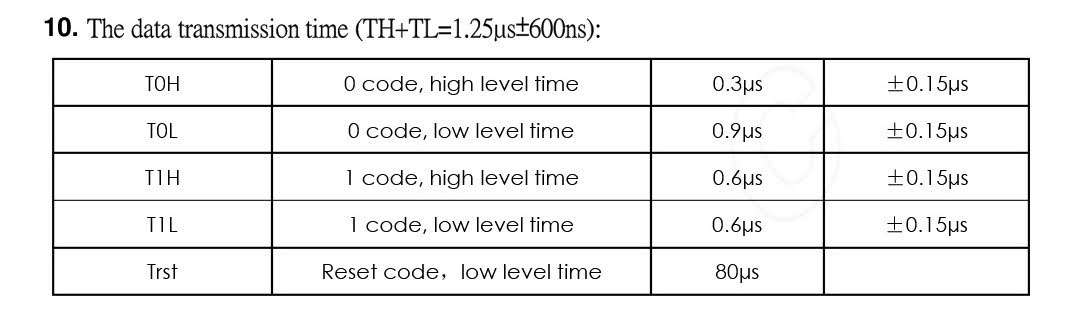 10. The data transmission time (TH+TL=1.25μs±600ns):
T0H 0 code, high level time 0.3μs ±0.15μs
T0L 0 code, low level time 0.9μs ±0.15μs
T1H 1 code, high level time 0.6μs ±0.15μs
T1L 1 code, low level time 0.6μs ±0.15μs
Trst Reset code，low level time 80μs